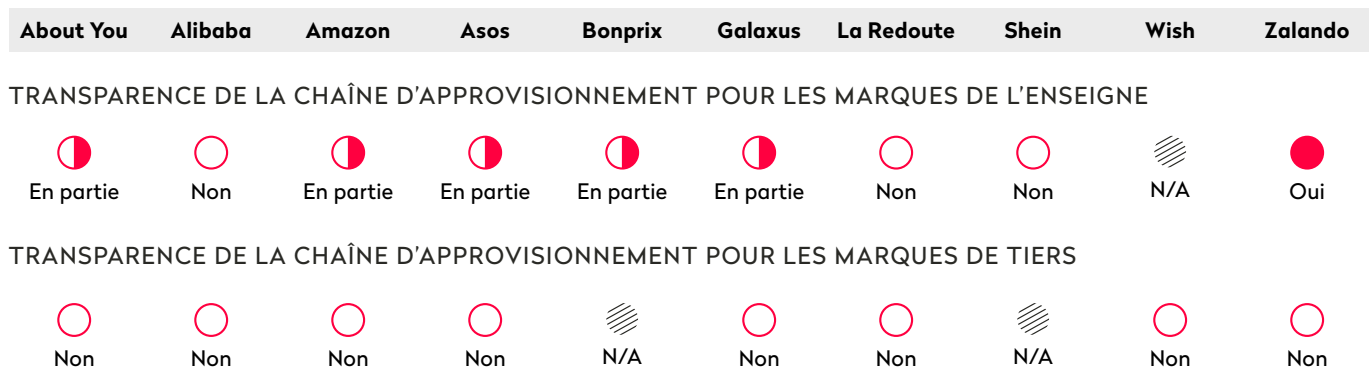 About You Alibaba Amazon Asos Bonprix Galaxus La Redoute Shein Wish Zalando
TRANSPARENCE DE LA CHAÎNE D’APPROVISIONNEMENT POUR LES MARQUES DE L’ENSEIGNE
En partie Non En partie En partie En partie En partie Non Non N/A Oui
TRANSPARENCE DE LA CHAÎNE D’APPROVISIONNEMENT POUR LES MARQUES DE TIERS
Non Non Non Non N/A Non Non N/A Non Non